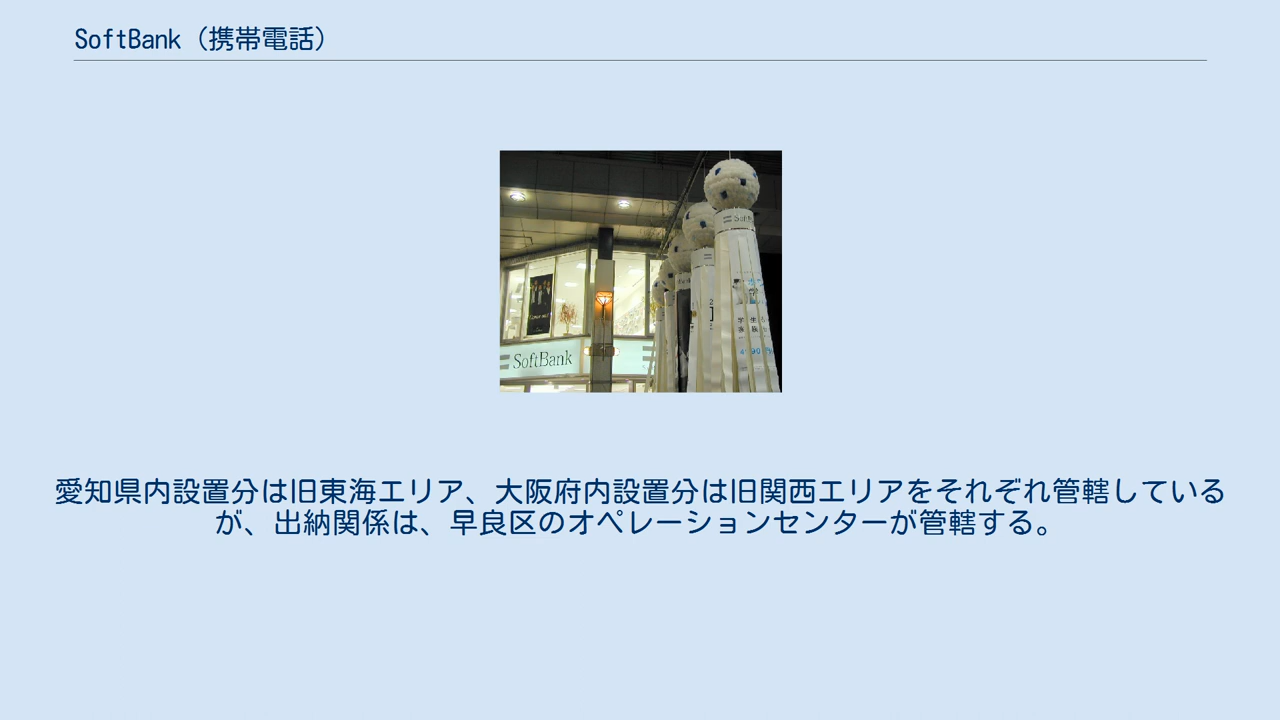 SoftBank（携帯電話）
SoftBank
愛知県内設置分は旧東海エリア、大阪府内設置分は旧関西エリアをそれぞれ管轄している
が、出納関係は、早良区のオペレーションセンターが管轄する。